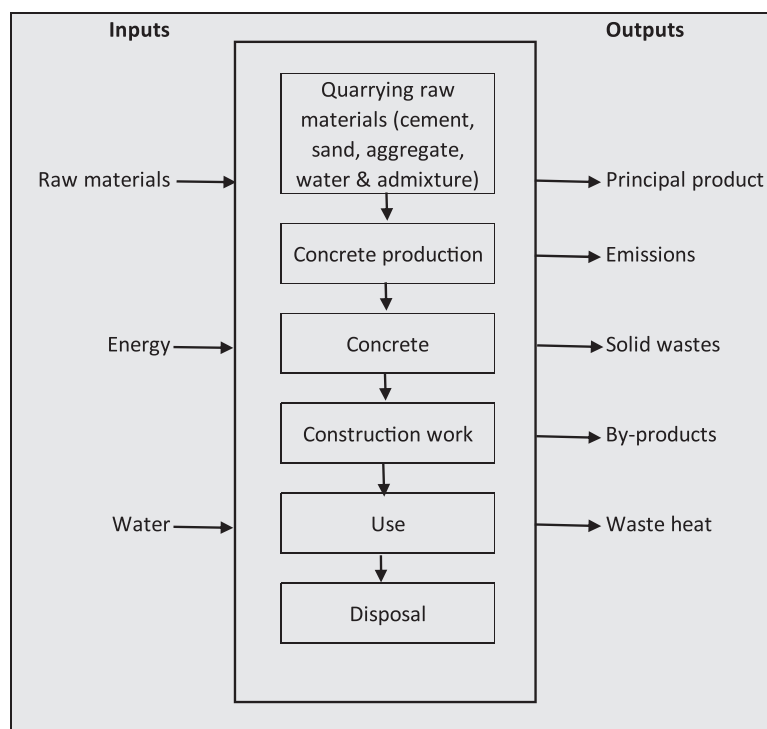 Inputs
Outputs
Quarrying raw
materials (cement,
sand, aggregate,
water & admixture)
Raw materials
Principal product
Concrete production
Emissions
Energy
Concrete
Solid wastes
Construction work
By-products
Water
Use
Waste heat
Disposal